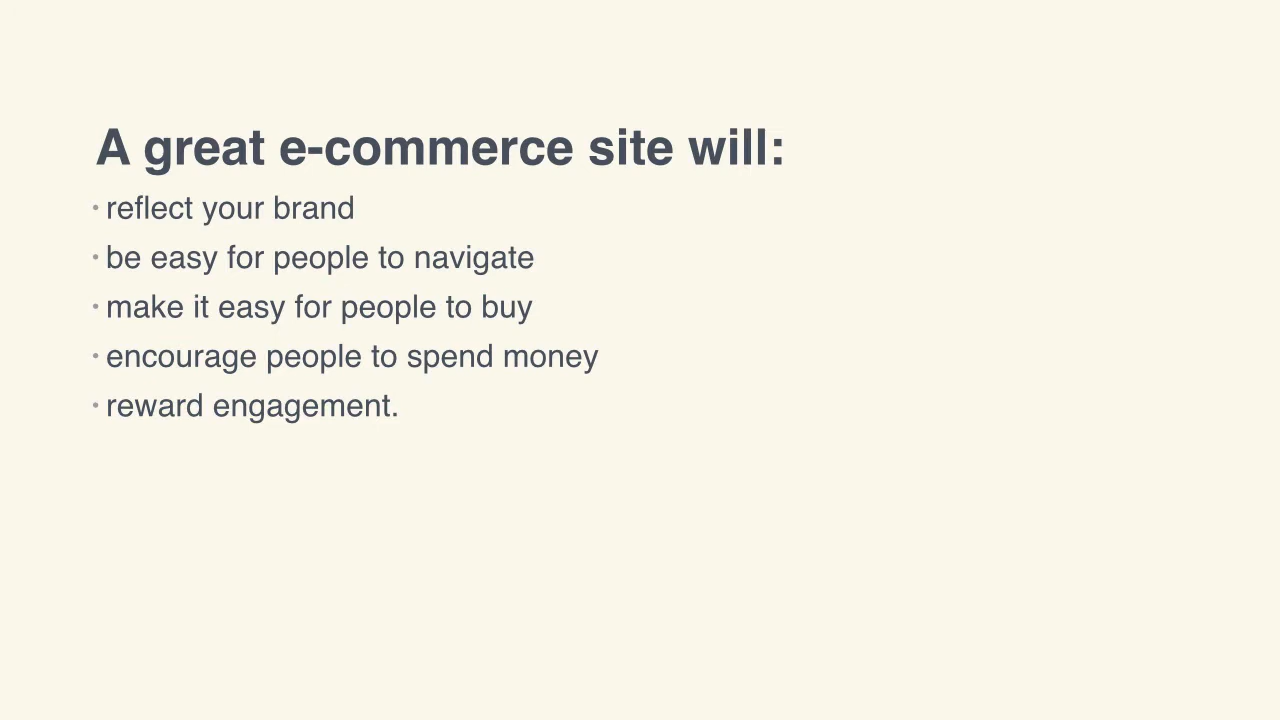 A great e-commerce site will:
• reflect your brand
• be easy for people to navigate
• make it easy for people to buy
• encourage people to spend money
• reward engagement.